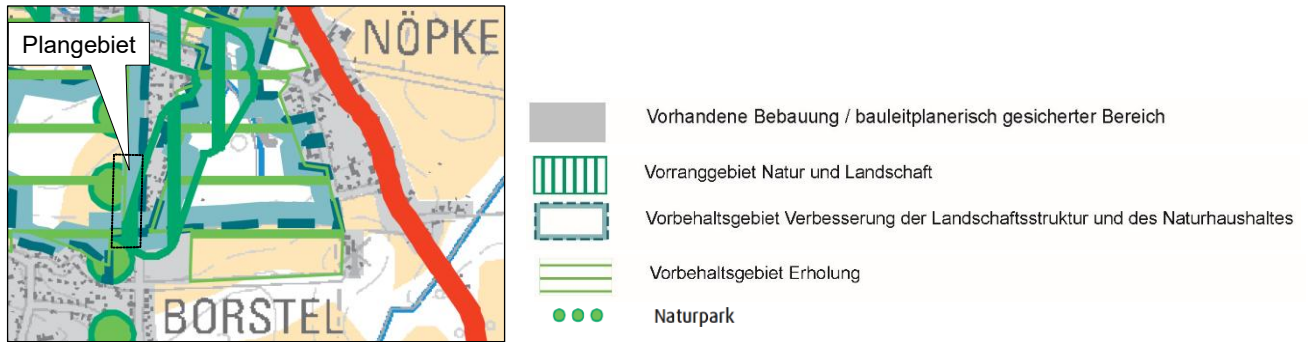 Plangebiet
NÖPKE
BORSTEL
Vorhandene Bebauung / bauleitplanerisch gesicherter Bereich
Vorranggebiet Natur und Landschaft
Vorbehaltsgebiet Verbesserung der Landschaftsstruktur und des Naturhaushaltes
Vorbehaltsgebiet Erholung
Naturpark